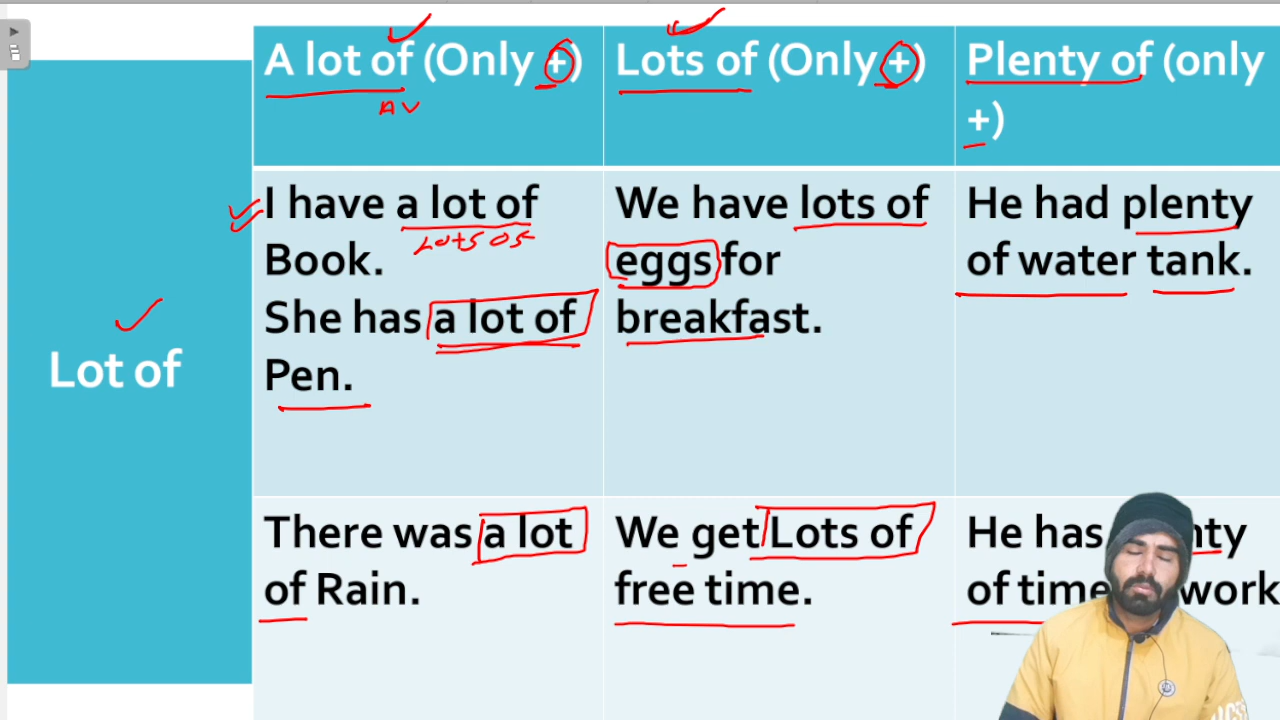 A lot of (Only +)
AV
Lots of (Only +)
Plenty of (only
+)
Lot of
I have a lot of
Lots of
Book.
She has a lot of
Pen.
We have lots of
eggs for
breakfast.
He had plenty
of water tank.
There was a lot
of Rain.
We get Lots of
free time.
He has nty
of time work